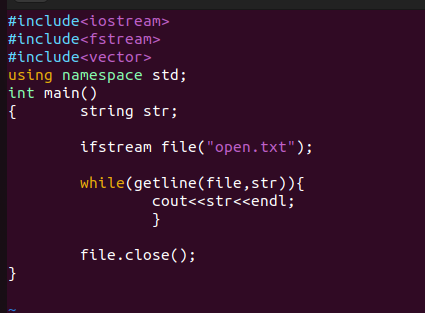 #include<iostream>
#include<fstream>
#include<vector>
using namespace std;
int main()
{       string str;
        ifstream file("open.txt");
        while(getline(file,str)){
                cout<<str<<endl;
                }
        file.close();
}
~